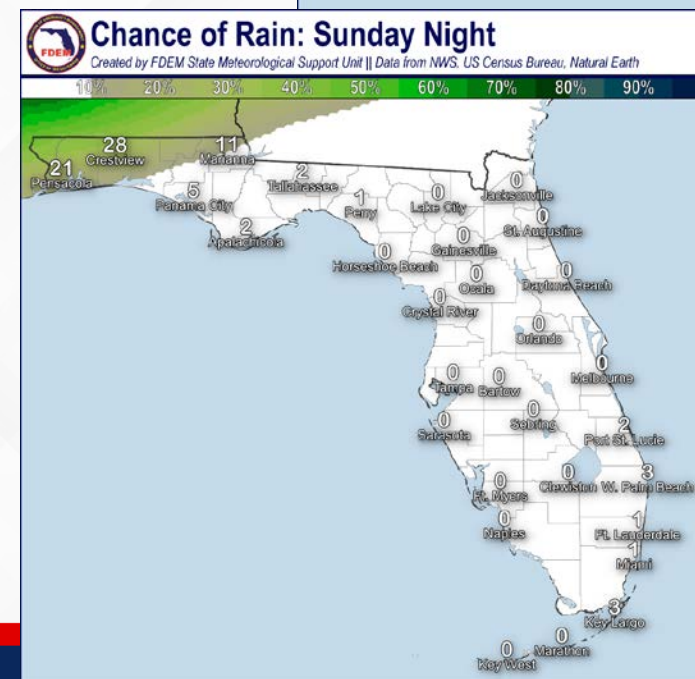 FDEM
Chance of Rain: Sunday Night
Created by FDEM State Meteorological Support Unit || Data from NWS, US Census Bureau, Natural Earth
10% 20% 30% 40% 50% 60% 70% 80% 90%
28
Crestview
11
Marianna
21
Pensacola
5
Panama City
2
Tallahassee
2
Apalachicola
1
Perry
0
Lake City
0
Jacksonville
0
St. Augustine
0
Gainesville
0
Horseshoe Beach
0
Ocala
0
Daytona Beach
0
Crystal River
0
Orlando
0
Tampa
0
Bartow
0
Melbourne
0
Sebring
0
Sarasota
2
Port St. Lucie
0
Ft. Myers
0
Clewiston
3
W. Palm Beach
0
Naples
1
Ft. Lauderdale
1
Miami
3
Key Largo
0
Marathon
0
Key West